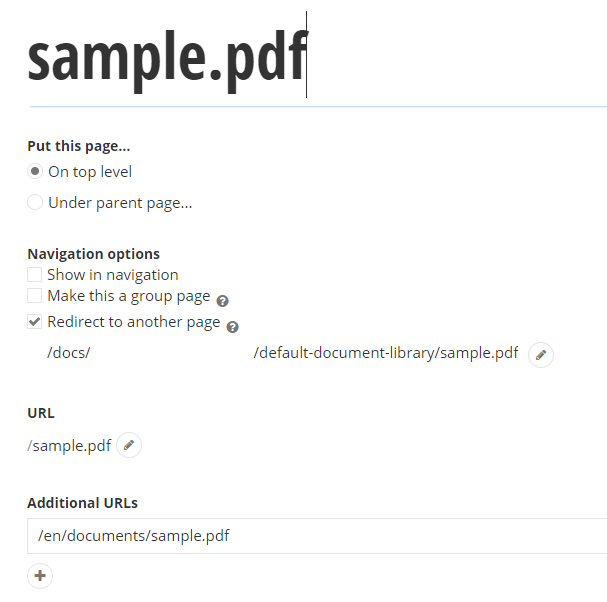 sample.pdf
Put this page...
On top level
Under parent page...
Navigation options
Show in navigation
Make this a group page ?
Redirect to another page ?
/docs/ /default-document-library/sample.pdf
URL
/sample.pdf
Additional URLs
/en/documents/sample.pdf